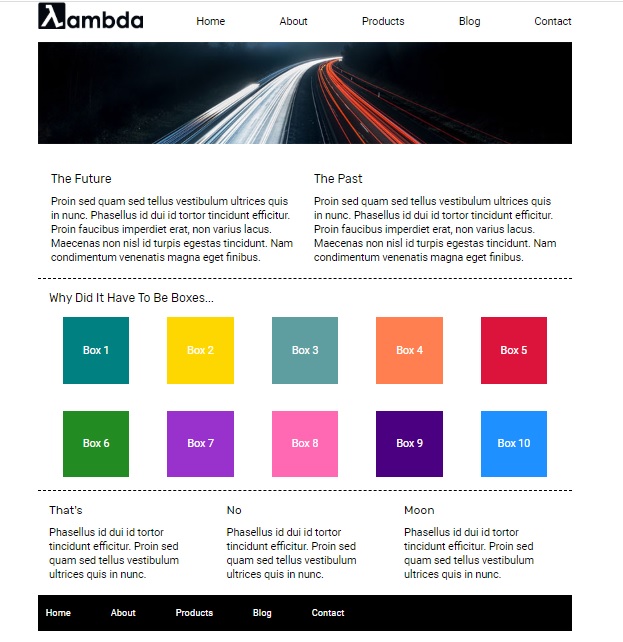 λambda
Home About Products Blog Contact
The Future
Proin sed quam sed tellus vestibulum ultrices quis
in nunc. Phasellus id dui id tortor tincidunt efficitur.
Proin faucibus imperdiet erat, non varius lacus.
Maecenas non nisl id turpis egestas tincidunt. Nam
condimentum venenatis magna eget finibus.
The Past
Proin sed quam sed tellus vestibulum ultrices quis
in nunc. Phasellus id dui id tortor tincidunt efficitur.
Proin faucibus imperdiet erat, non varius lacus.
Maecenas non nisl id turpis egestas tincidunt. Nam
condimentum venenatis magna eget finibus.
Why Did It Have To Be Boxes...
Box 1 Box 2 Box 3 Box 4 Box 5
Box 6 Box 7 Box 8 Box 9 Box 10
That's
Phasellus id dui id tortor
tincidunt efficitur. Proin sed
quam sed tellus vestibulum
ultrices quis in nunc.
No
Phasellus id dui id tortor
tincidunt efficitur. Proin sed
quam sed tellus vestibulum
ultrices quis in nunc.
Moon
Phasellus id dui id tortor
tincidunt efficitur. Proin sed
quam sed tellus vestibulum
ultrices quis in nunc.
Home About Products Blog Contact